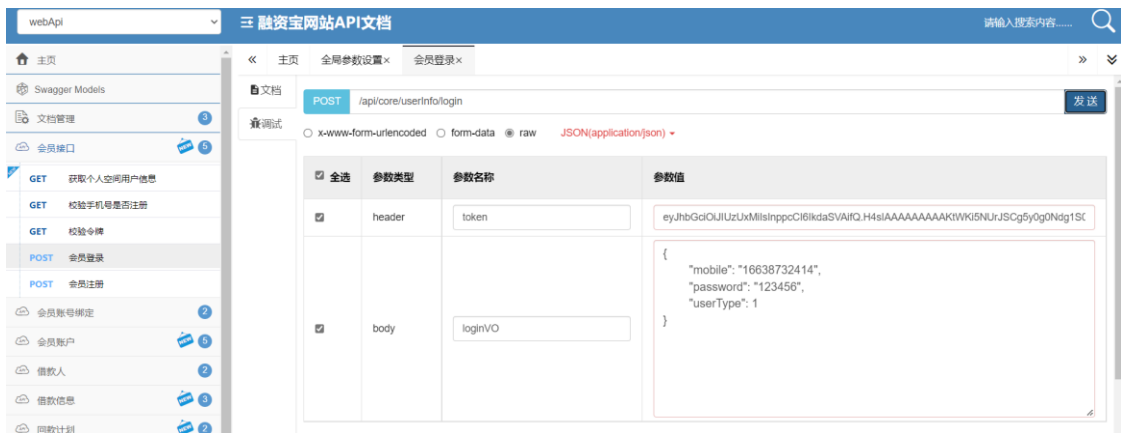 webApi
融资宝网站API文档
请输入搜索内容......
主页
Swagger Models
文档管理 3
会员接口 NEW 5
GET 获取个人空间用户信息
GET 校验手机号是否注册
GET 校验令牌
POST 会员登录
POST 会员注册
会员账号绑定 2
会员账户 NEW 5
借款人 2
借款信息 NEW 3
回款计划 NEW 2
主页 全局参数设置× 会员登录×
文档
调试
POST /api/core/userInfo/login 发送
x-www-form-urlencoded form-data raw JSON(application/json)
全选 参数类型 参数名称 参数值
header token
body loginVO
{
"mobile": "16638732414",
"password": "123456",
"userType": 1
}